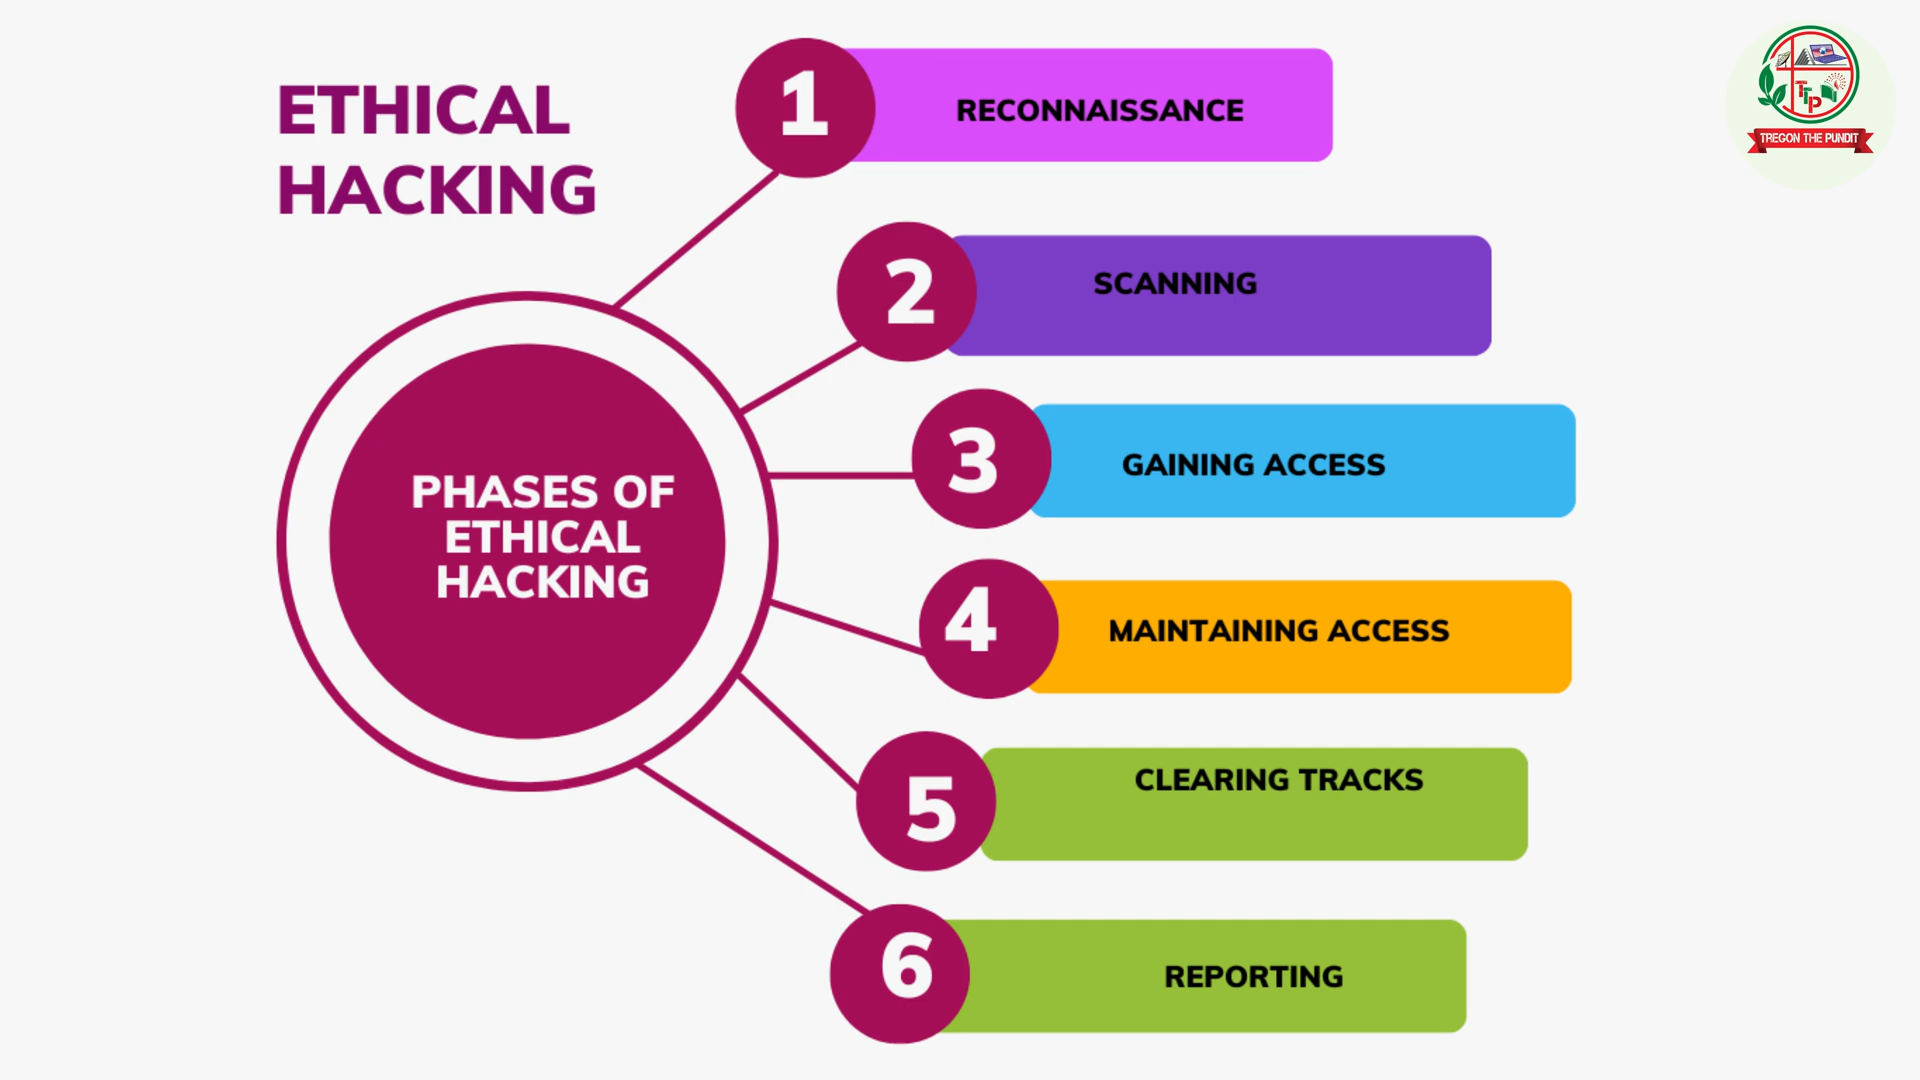 ETHICAL
HACKING
1
RECONNAISSANCE
TTP
TREGON THE PUNDIT
2
SCANNING
3
GAINING ACCESS
PHASES OF
ETHICAL
HACKING
4
MAINTAINING ACCESS
5
CLEARING TRACKS
6
REPORTING